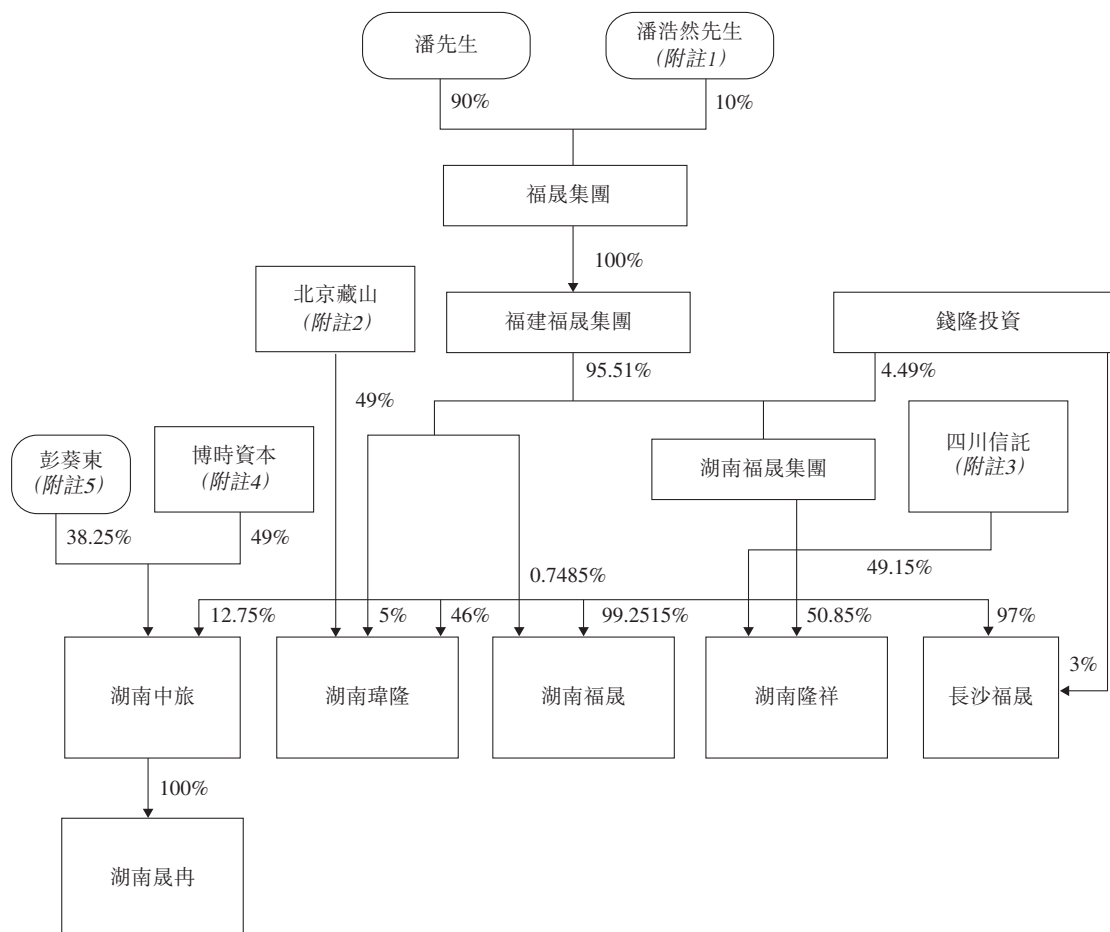 潘先生
潘浩然先生
(附註1)
90%
10%
福晟集團
100%
北京藏山
(附註2)
福建福晟集團
錢隆投資
95.51%
4.49%
49%
彭葵東
(附註5)
博時資本
(附註4)
湖南福晟集團
四川信託
(附註3)
38.25%
49%
49.15%
0.7485%
12.75%
5%
46%
99.2515%
50.85%
97%
3%
湖南中旅
湖南瑋隆
湖南福晟
湖南隆祥
長沙福晟
100%
湖南晟冉